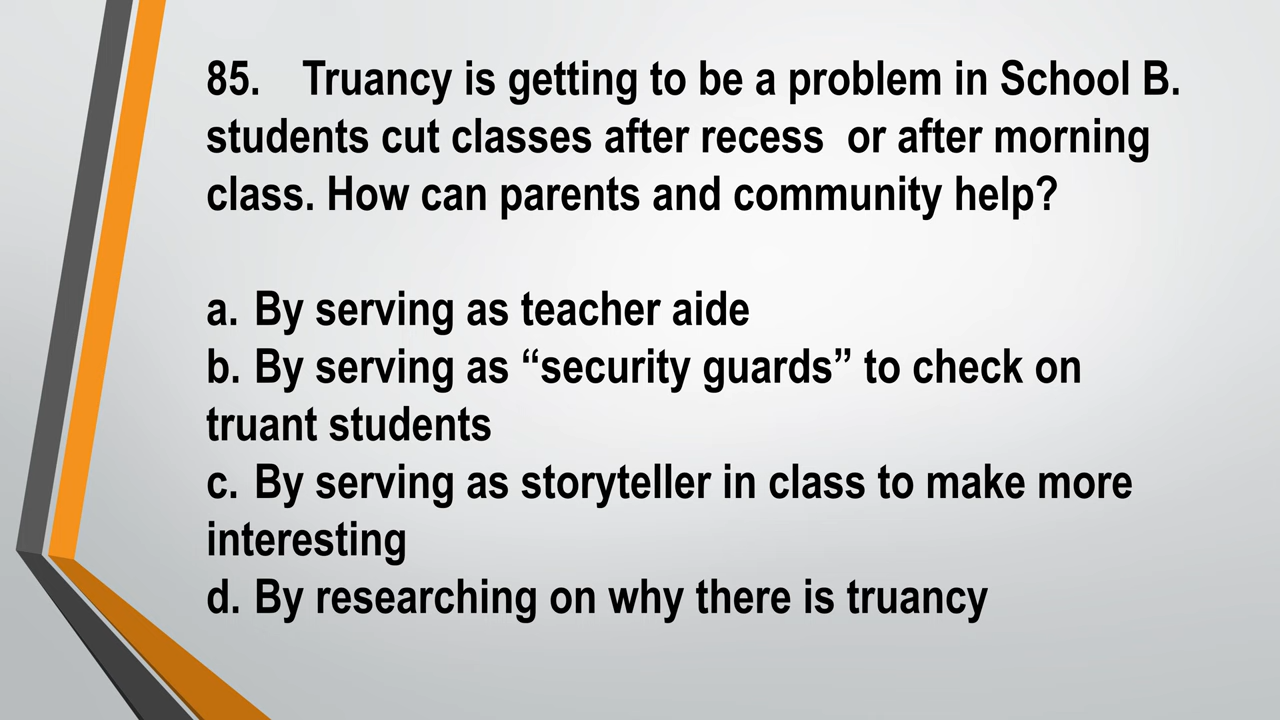 85. Truancy is getting to be a problem in School B.
students cut classes after recess or after morning
class. How can parents and community help?
a. By serving as teacher aide
b. By serving as “security guards” to check on
truant students
c. By serving as storyteller in class to make more
interesting
d. By researching on why there is truancy